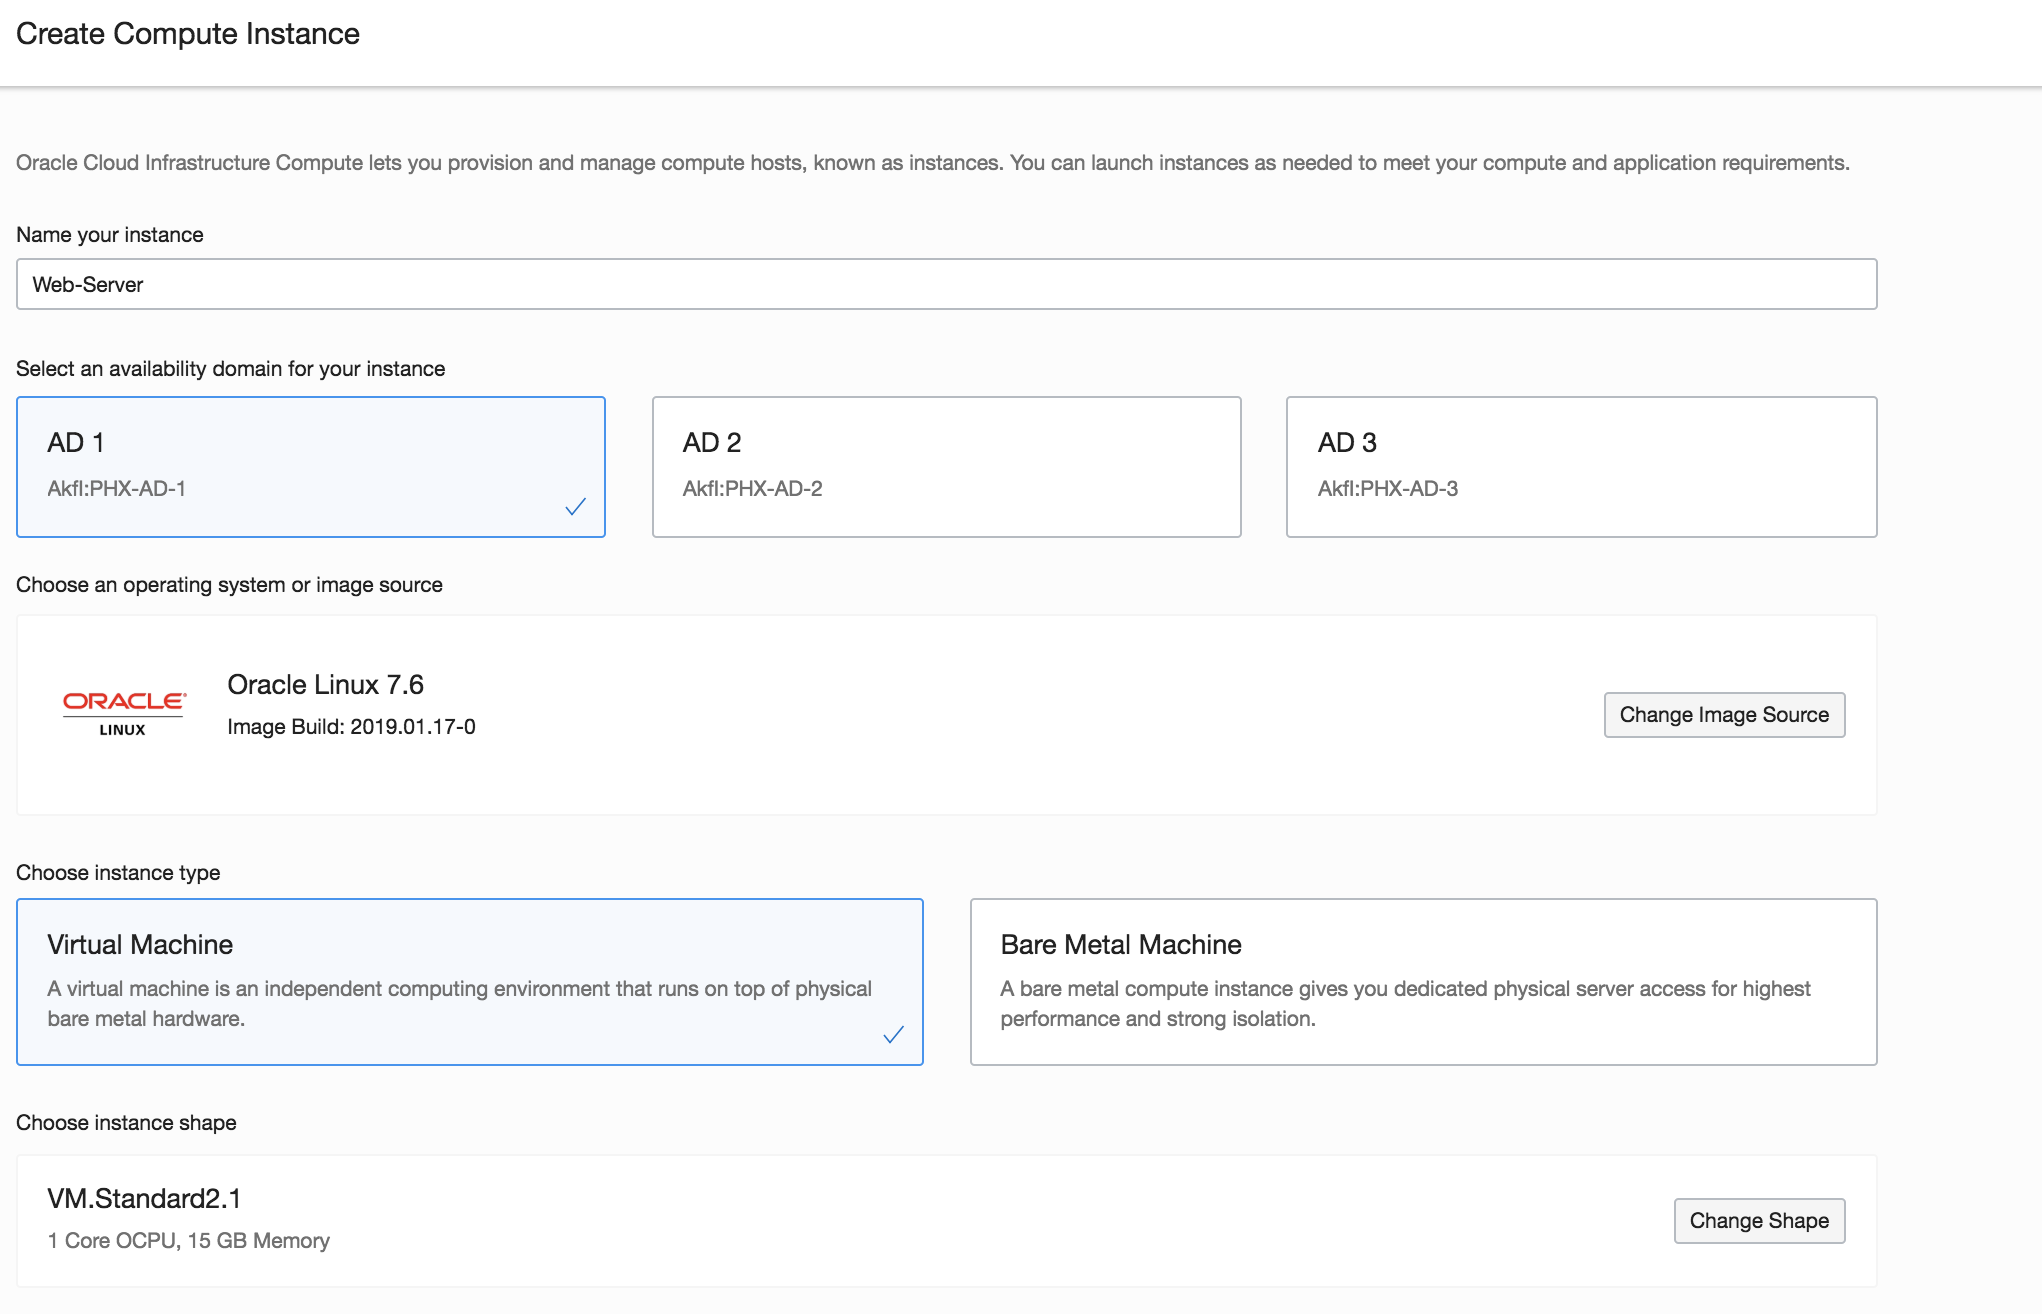 Create Compute Instance
Oracle Cloud Infrastructure Compute lets you provision and manage compute hosts, known as instances. You can launch instances as needed to meet your compute and application requirements.
Name your instance
Web-Server
Select an availability domain for your instance
AD 1
AD 2
AD 3
AkfI:PHX-AD-1
AkfI:PHX-AD-2
AkfI:PHX-AD-3
Choose an operating system or image source
ORACLE®
LINUX
Oracle Linux 7.6
Image Build: 2019.01.17-0
Change Image Source
Choose instance type
Virtual Machine
A virtual machine is an independent computing environment that runs on top of physical
bare metal hardware.
Bare Metal Machine
A bare metal compute instance gives you dedicated physical server access for highest
performance and strong isolation.
Choose instance shape
VM.Standard2.1
1 Core OCPU, 15 GB Memory
Change Shape